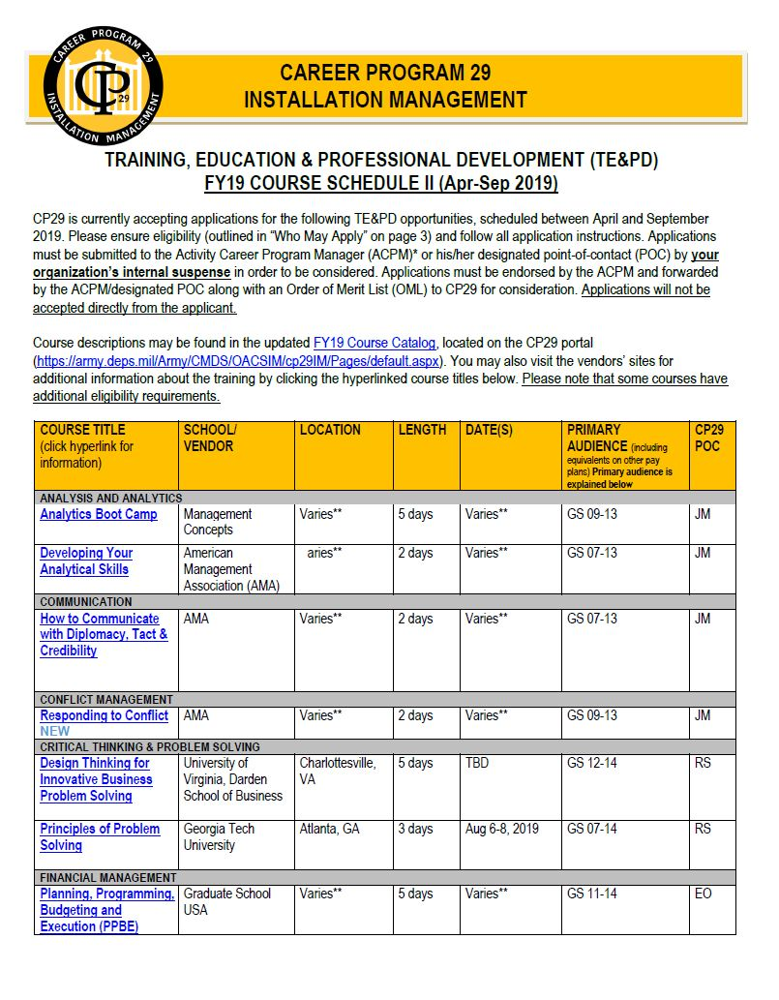 CAREER PROGRAM 29
INSTALLATION MANAGEMENT
CP
29
CAREER PROGRAM 29
INSTALLATION MANAGEMENT
TRAINING, EDUCATION & PROFESSIONAL DEVELOPMENT (TE&PD)
FY19 COURSE SCHEDULE II (Apr-Sep 2019)
CP29 is currently accepting applications for the following TE&PD opportunities, scheduled between April and September
2019. Please ensure eligibility (outlined in “Who May Apply” on page 3) and follow all application instructions. Applications
must be submitted to the Activity Career Program Manager (ACPM)* or his/her designated point-of-contact (POC) by your
organization’s internal suspense in order to be considered. Applications must be endorsed by the ACPM and forwarded
by the ACPM/designated POC along with an Order of Merit List (OML) to CP29 for consideration. Applications will not be
accepted directly from the applicant.
Course descriptions may be found in the updated FY19 Course Catalog, located on the CP29 portal
(https://army.deps.mil/Army/CMDS/OACSIM/cp29IM/Pages/default.aspx). You may also visit the vendors’ sites for
additional information about the training by clicking the hyperlinked course titles below. Please note that some courses have
additional eligibility requirements.
COURSE TITLE SCHOOL/ LOCATION LENGTH DATE(S) PRIMARY CP29
(click hyperlink for VENDOR AUDIENCE (including POC
information) equivalents on other pay
plans) Primary audience is
explained below
ANALYSIS AND ANALYTICS
Analytics Boot Camp Management Varies** 5 days Varies** GS 09-13 JM
Concepts
Developing Your American aries** 2 days Varies** GS 07-13 JM
Analytical Skills Management
Association (AMA)
COMMUNICATION
How to Communicate AMA Varies** 2 days Varies** GS 07-13 JM
with Diplomacy, Tact &
Credibility
CONFLICT MANAGEMENT
Responding to Conflict AMA Varies** 2 days Varies** GS 09-13 JM
NEW
CRITICAL THINKING & PROBLEM SOLVING
Design Thinking for University of Charlottesville, 5 days TBD GS 12-14 RS
Innovative Business Virginia, Darden VA
Problem Solving School of Business
Principles of Problem Georgia Tech Atlanta, GA 3 days Aug 6-8, 2019 GS 07-14 RS
Solving University
FINANCIAL MANAGEMENT
Planning, Programming, Graduate School Varies** 5 days Varies** GS 11-14 EO
Budgeting and USA
Execution (PPBE)